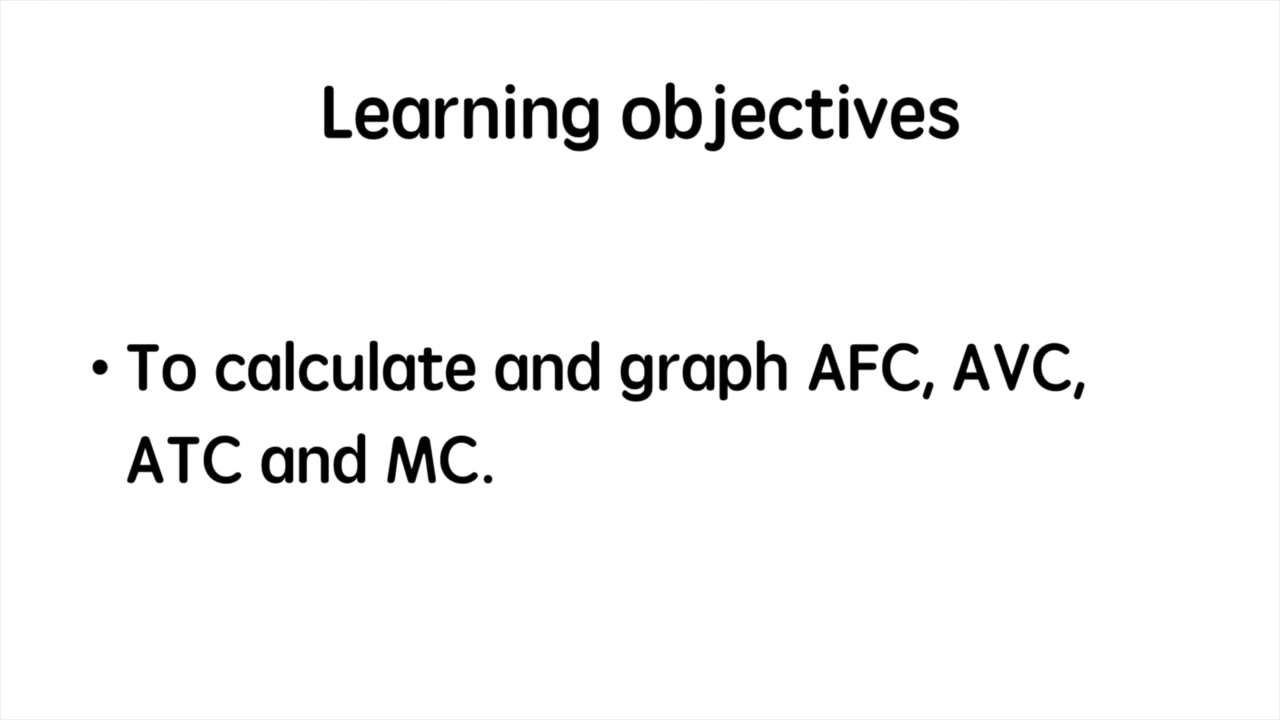 Learning objectives
• To calculate and graph AFC, AVC,
ATC and MC.